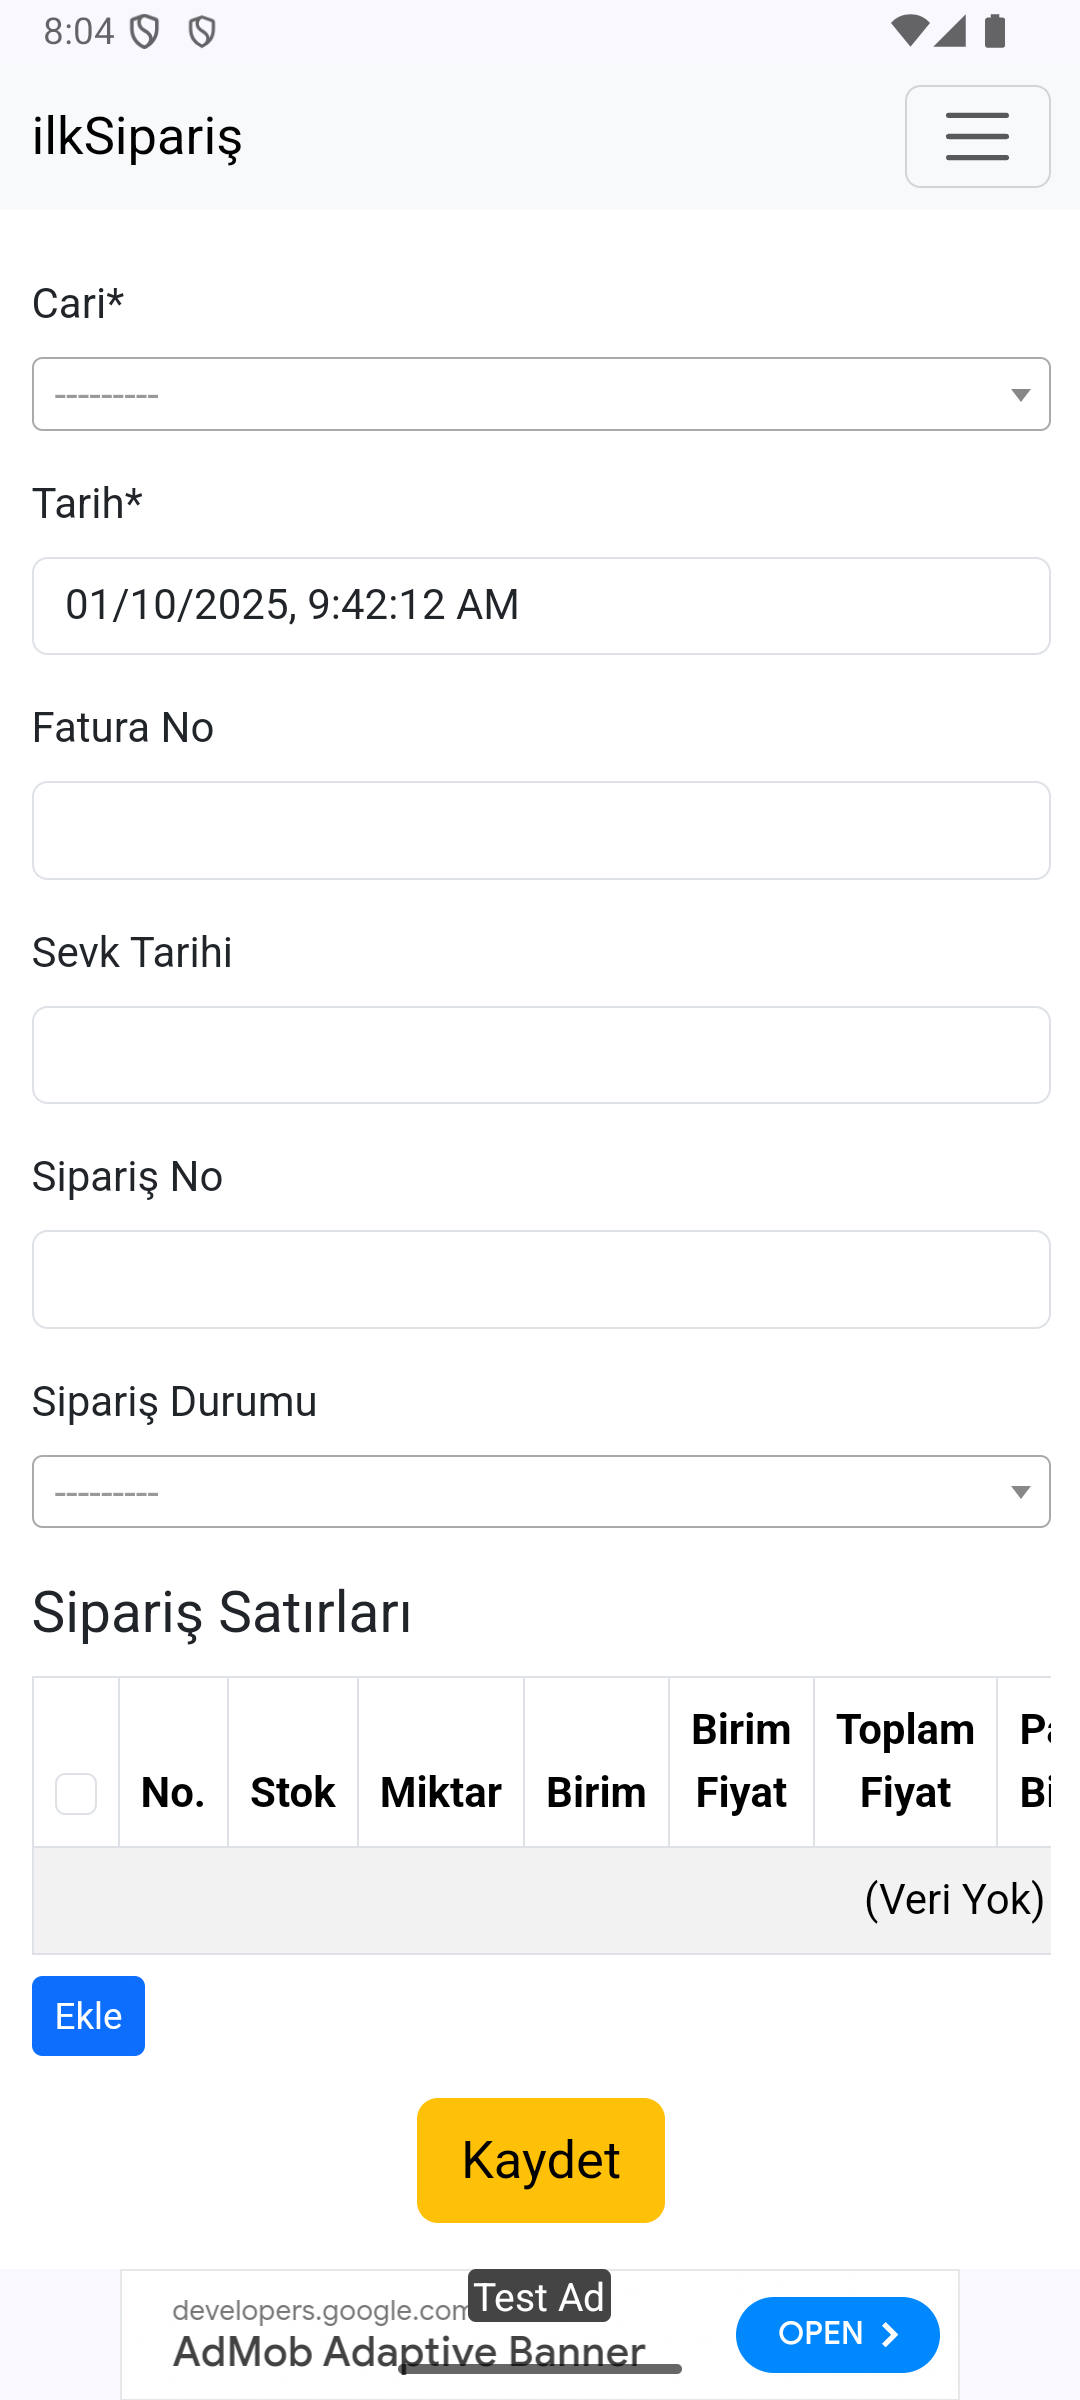 8:04
ilkSipariş
Cari*
---------
Tarih*
01/10/2025, 9:42:12 AM
Fatura No
Sevk Tarihi
Sipariş No
Sipariş Durumu
---------
Sipariş Satırları
No. Stok Miktar Birim Birim Fiyat Toplam Fiyat
(Veri Yok)
Ekle
Kaydet
Test Ad
developers.google.com
AdMob Adaptive Banner
OPEN